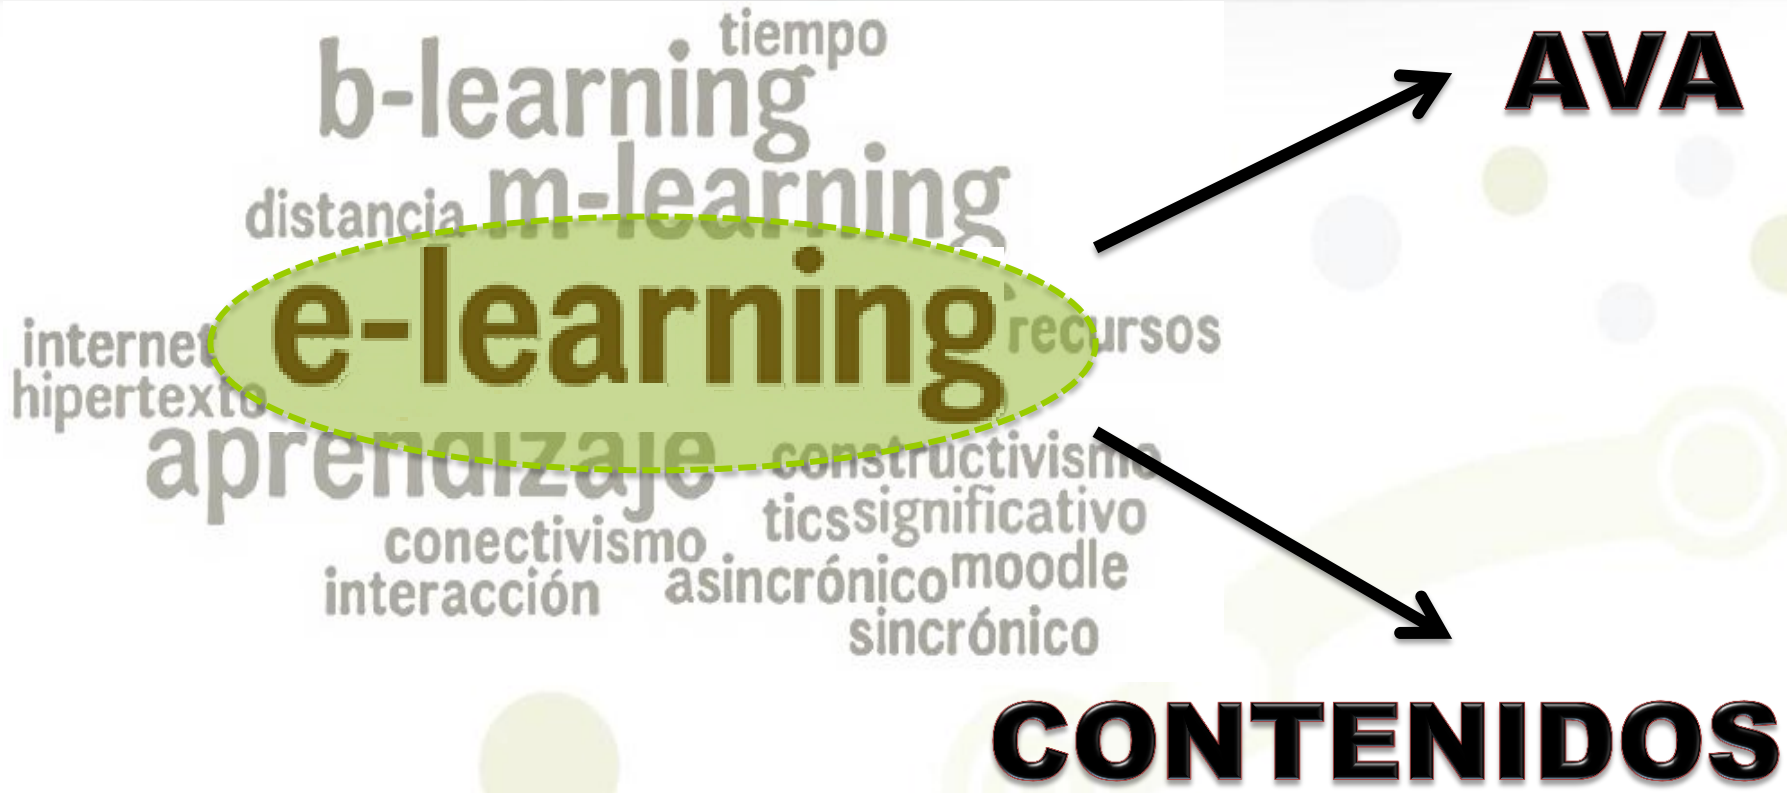 tiempo
b-learning
m-learning
distancia
e-learning
internet
recursos
hipertexto
aprendizaje
constructivismo
tics significativo
conectivismo
interacción
asincrónico moodle
sincrónico
AVA
CONTENIDOS